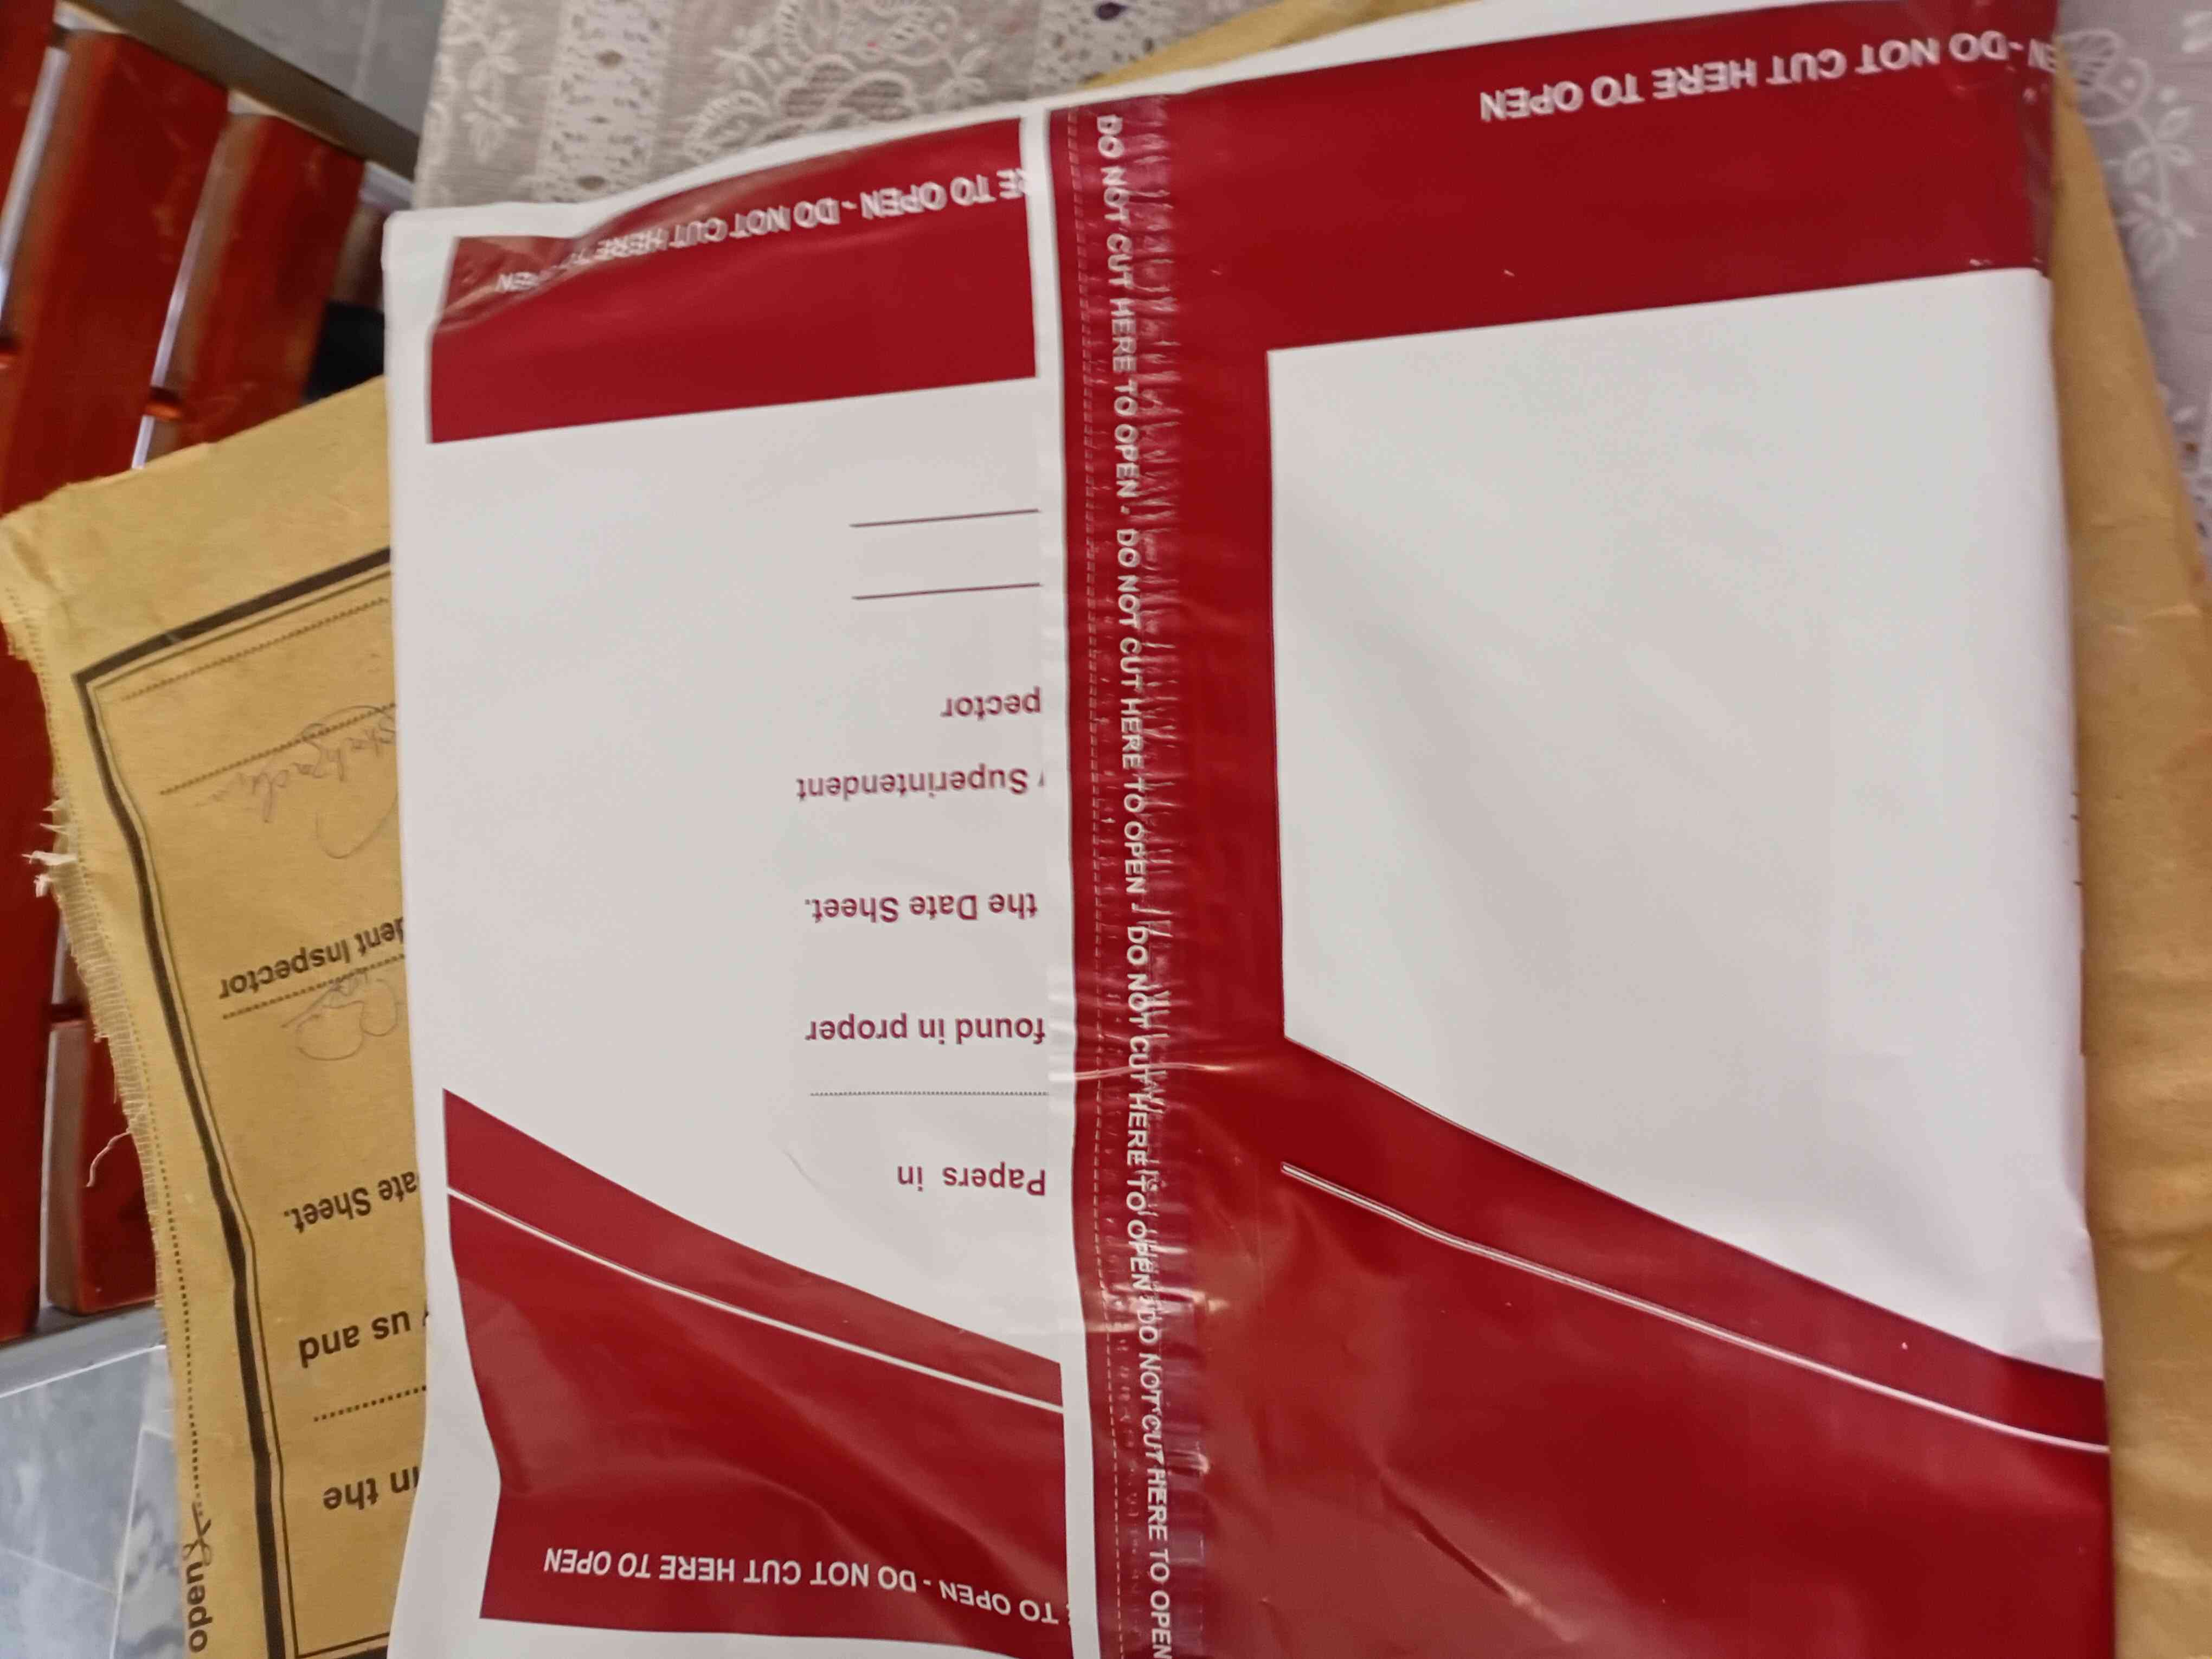 Papers in
found in proper
the Date Sheet.
Superintendent
pector
TO OPEN - DO NOT CUT HERE TO OPEN
RE TO OPEN - DO NOT CUT HERE
DO NOT CUT HERE TO OPEN - DO NOT CUT HERE TO OPEN - DO NOT CUT HERE TO OPEN - DO NOT CUT HERE TO OPEN
EN - DO NOT CUT HERE TO OPEN
open
in the
us and
ate Sheet.
dent Inspector